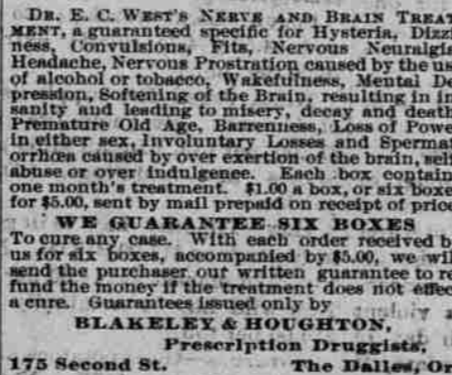 DR. E. C. WEST'S NERVE AND BRAIN TREAT
MENT, a guaranteed specific for Hysteria, Dizzi
ness, Convulsions, Fits, Nervous Neuralgia
Headache, Nervous Prostration caused by the us
of alcohol or tobacco, Wakefulness, Mental De
pression, Softening of the Brain, resulting in in
sanity and leading to misery, decay and death
Premature Old Age, Barrenness, Loss of Powe
in either sex, Involuntary Losses and Spermat
orrhœa caused by over exertion of the brain, self
abuse or over indulgenee. Each box contain
one month's treatment. $1.00 a box, or six boxe
for $5.00, sent by mail prepaid on receipt of price
WE GUARANTEE SIX BOXES
To cure any case. With each order received b
us for six boxes, accompanied by $5.00, we wil
send the purchaser our written guarantee to re
fund the money if the treatment does not effec
a cure. Guarantees issued only by
BLAKELEY & HOUGHTON,
Prescription Druggists,
175 Second St. The Dalles, Or